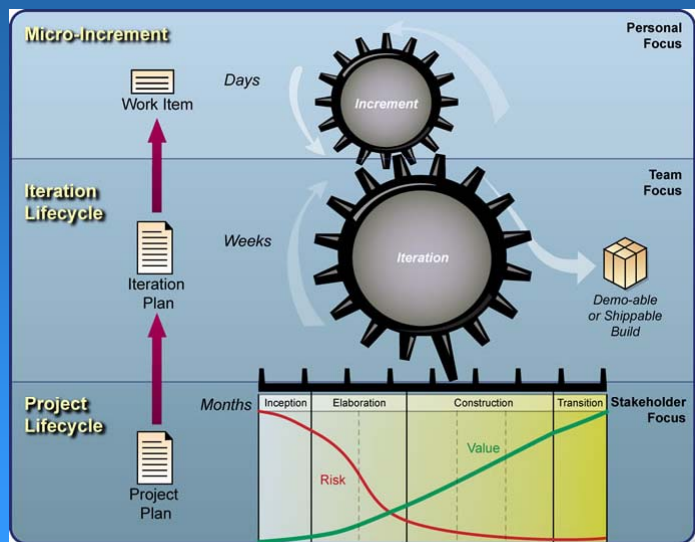 Micro-Increment
Personal
Focus
Days
Work Item
Increment
Iteration
Lifecycle
Team
Focus
Weeks
Iteration
Plan
Iteration
Demo-able
or Shippable
Build
Project
Lifecycle
Months
Inception
Elaboration
Construction
Transition
Stakeholder
Focus
Project
Plan
Risk
Value